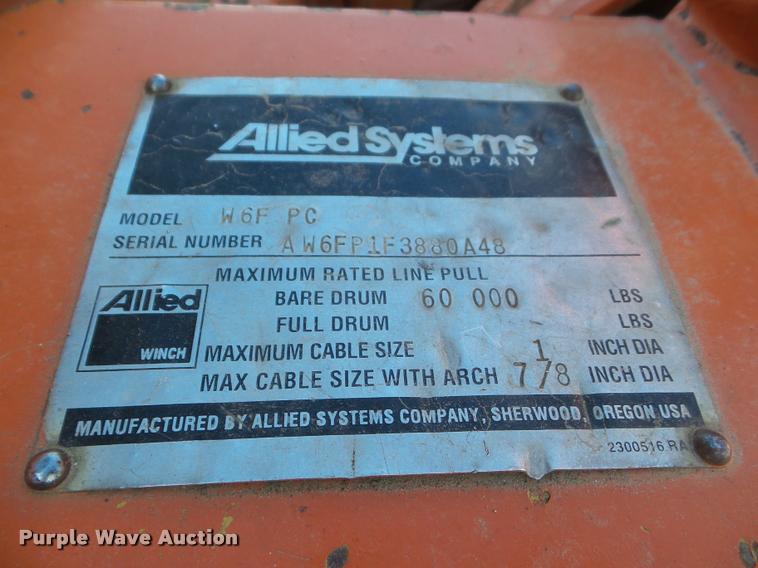 Allied Systems
COMPANY
MODEL W6F PC
SERIAL NUMBER AW6FP1F3880A48
MAXIMUM RATED LINE PULL
BARE DRUM 60 000 LBS
FULL DRUM LBS
MAXIMUM CABLE SIZE 1 INCH DIA
MAX CABLE SIZE WITH ARCH 7/8 INCH DIA
Allied
WINCH
MANUFACTURED BY ALLIED SYSTEMS COMPANY, SHERWOOD, OREGON USA
2300516 RA
Purple Wave Auction